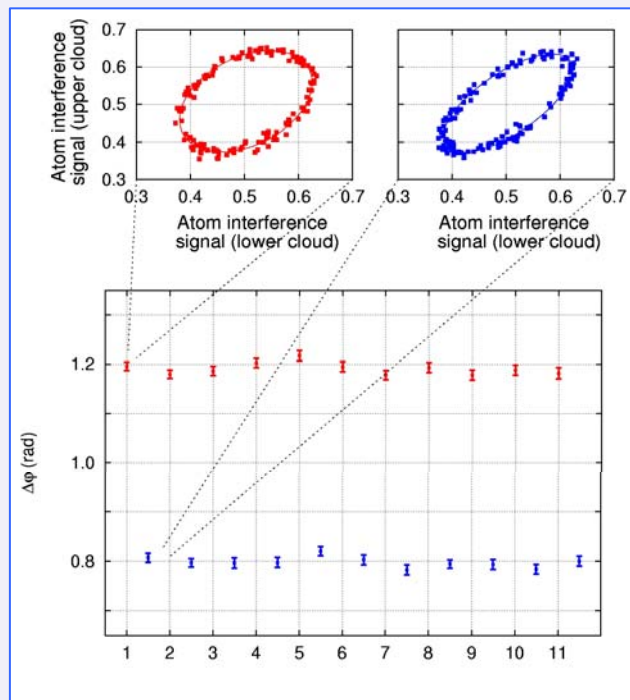 Atom interference
signal (upper cloud)
0.7
0.6
0.5
0.4
0.3
0.3 0.4 0.5 0.6 0.7
Atom interference
signal (lower cloud)
0.3 0.4 0.5 0.6 0.7
Atom interference
signal (lower cloud)
Δφ (rad)
1.2
1.0
0.8
1 2 3 4 5 6 7 8 9 10 11